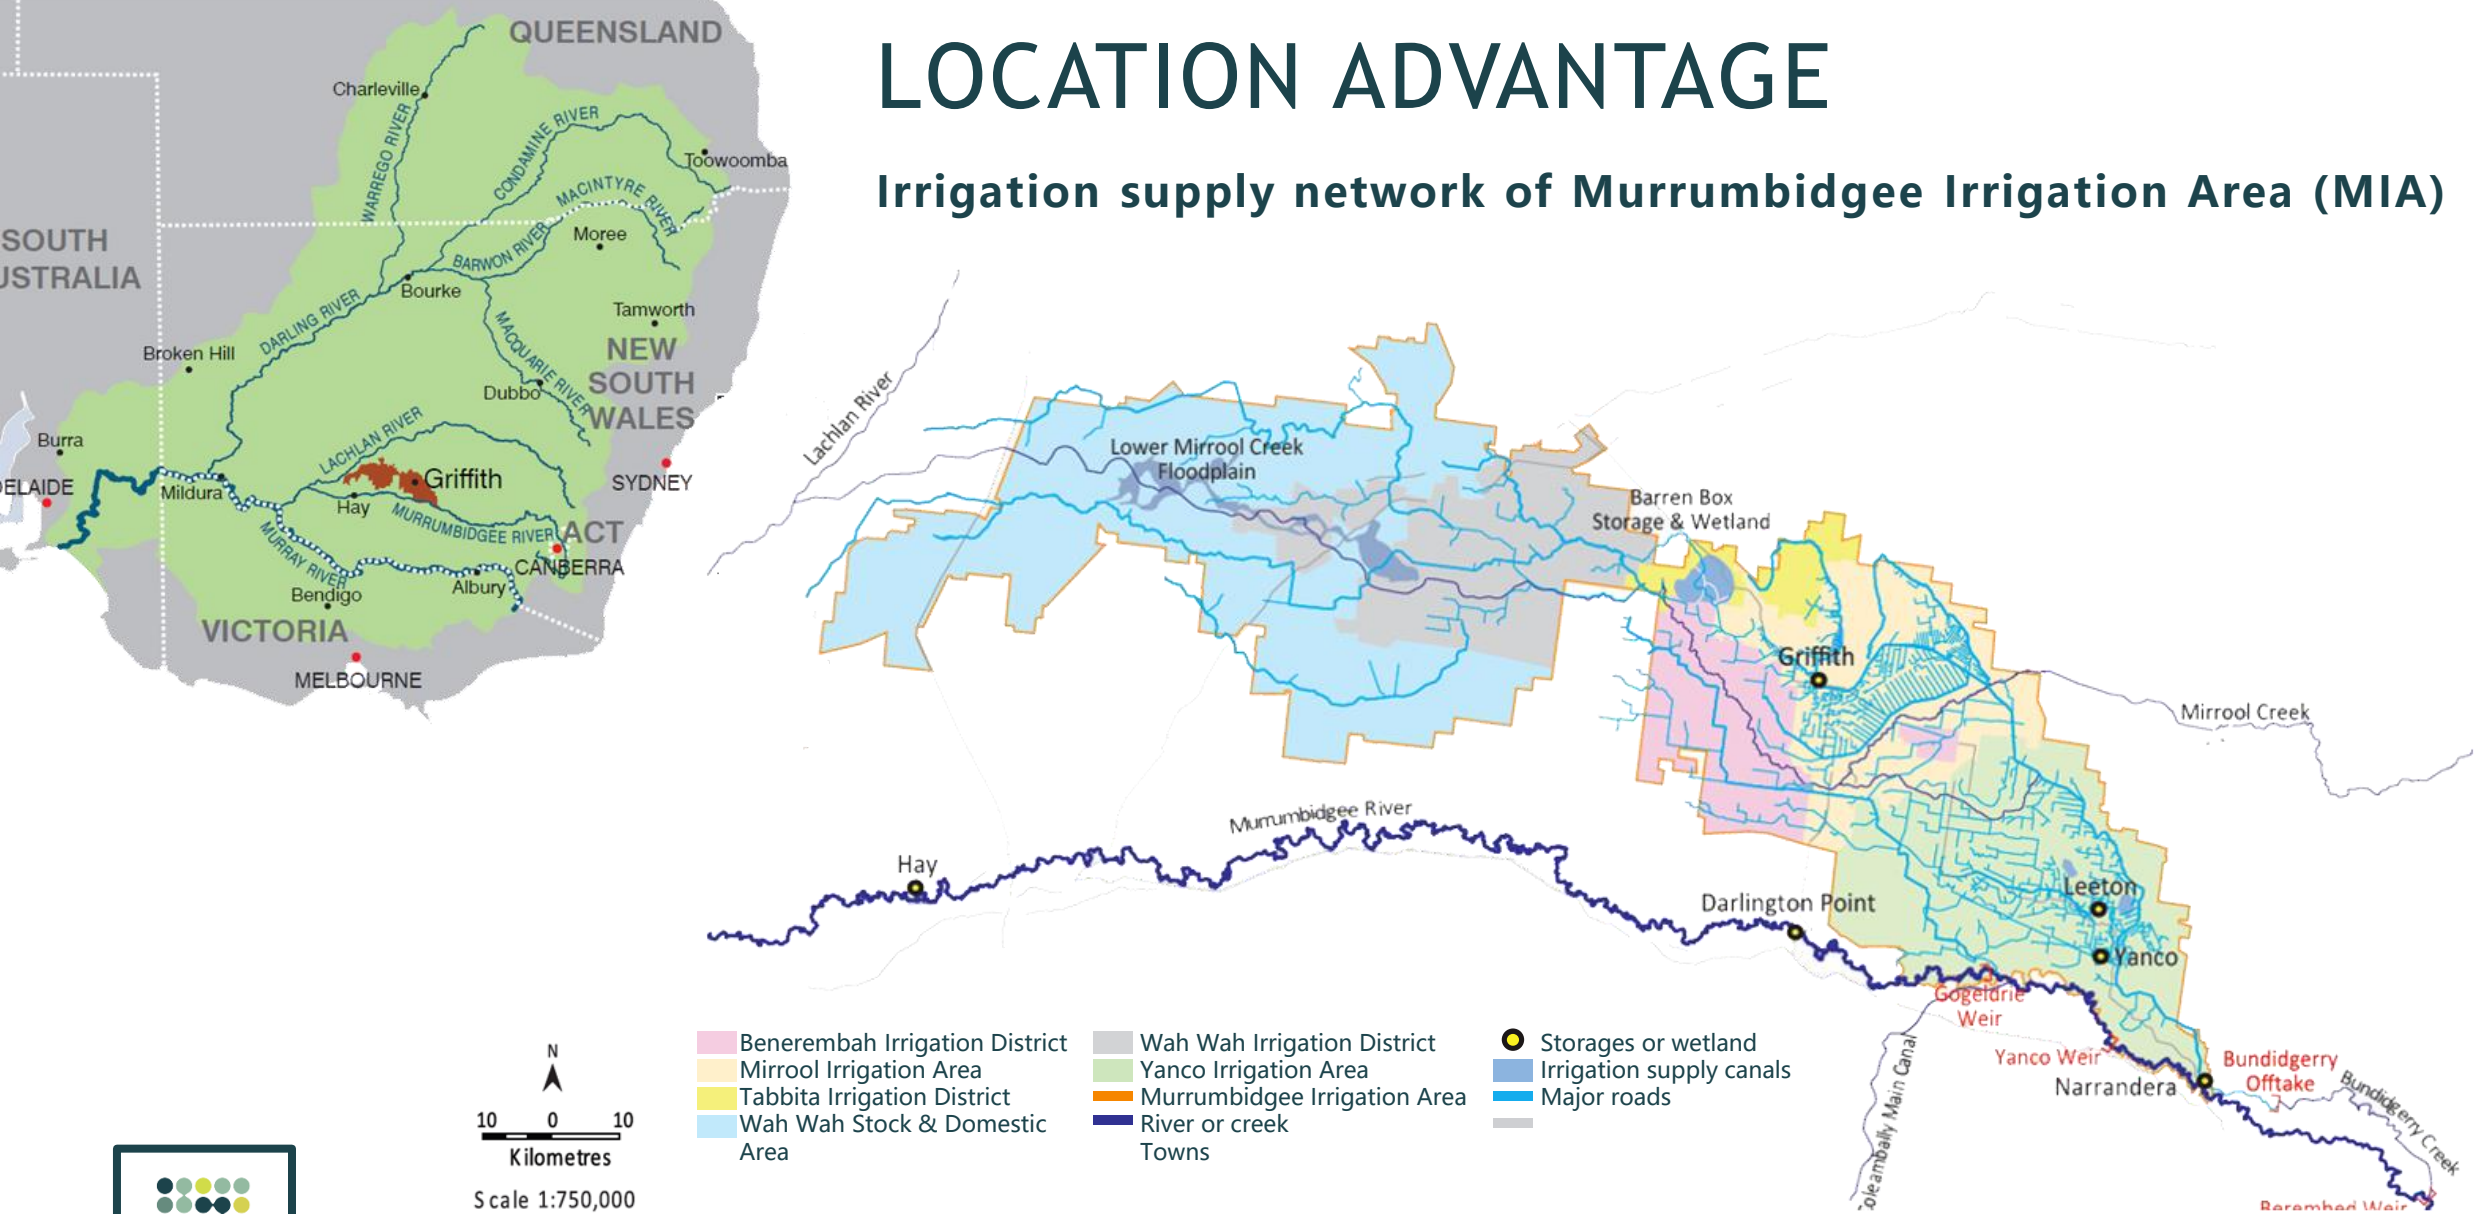 LOCATION ADVANTAGE
Irrigation supply network of Murrumbidgee Irrigation Area (MIA)
QUEENSLAND
Charleville
WARREGO RIVER
CONDAMINE RIVER
Toowoomba
MACINTYRE RIVER
Moree
BARWON RIVER
SOUTH
USTRALIA
Bourke
DARLING RIVER
Tamworth
MACQUARIE RIVER
NEW
SOUTH
WALES
Broken Hill
Dubbo
Burra
LACHLAN RIVER
Griffith
SYDNEY
ELAIDE
Mildura
Hay
MURRUMBIDGEE RIVER
ACT
CANBERRA
MURRAY RIVER
Bendigo
Albury
VICTORIA
MELBOURNE
Lachlan River
Lower Mirrool Creek
Floodplain
Barren Box
Storage & Wetland
Griffith
Mirrool Creek
Murrumbidgee River
Hay
Darlington Point
Leeton
Yanco
Gogeldrie
Weir
Yanco Weir
Narrandera
Bundidgerry
Offtake
Bundidgerry Creek
oleambally Main Canal
Berembed Weir
N
10 0 10
Kilometres
Scale 1:750,000
Benerembah Irrigation District
Mirrool Irrigation Area
Tabbita Irrigation District
Wah Wah Stock & Domestic
Area
Wah Wah Irrigation District
Yanco Irrigation Area
Murrumbidgee Irrigation Area
River or creek
Towns
Storages or wetland
Irrigation supply canals
Major roads